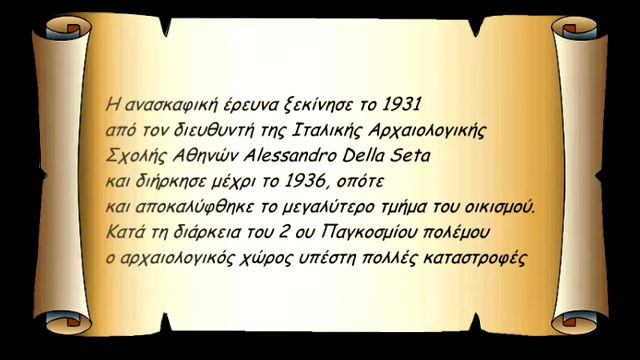 Η ανασκαφική έρευνα ξεκίνησε το 1931
από τον διευθυντή της Ιταλικής Αρχαιολογικής
Σχολής Αθηνών Alessandro Della Seta
και διήρκησε μέχρι το 1936, οπότε
και αποκαλύφθηκε το μεγαλύτερο τμήμα του οικισμού.
Κατά τη διάρκεια του 2 ου Παγκοσμίου πολέμου
ο αρχαιολογικός χώρος υπέστη πολλές καταστροφές